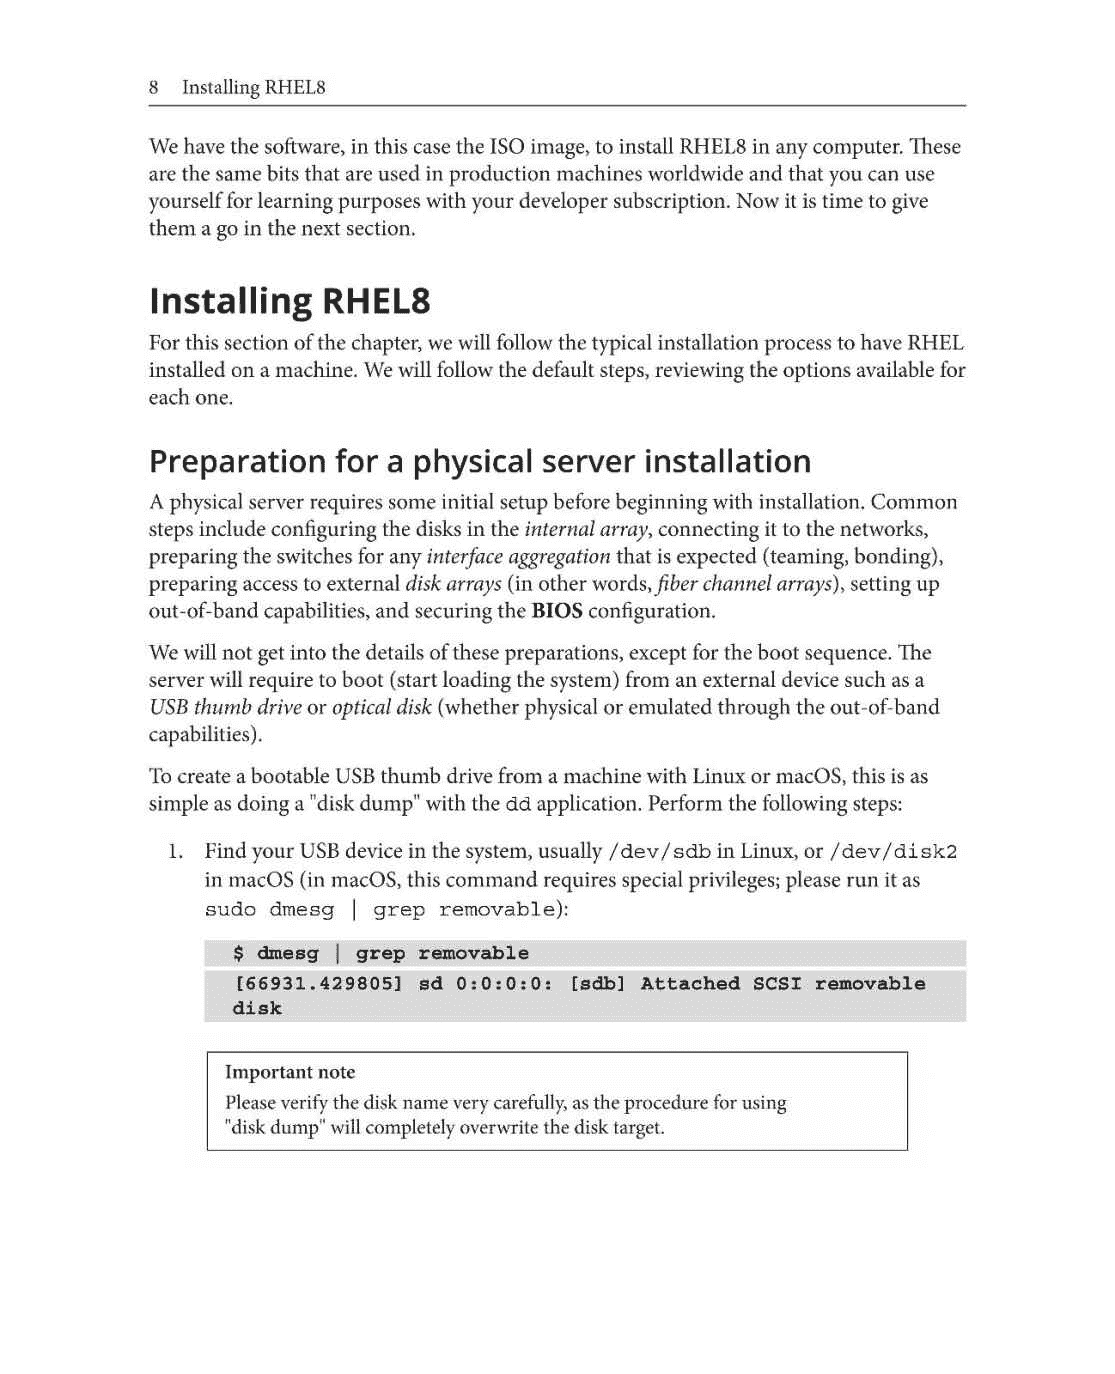 8 Installing RHEL8
We have the software, in this case the ISO image, to install RHEL8 in any computer. These
are the same bits that are used in production machines worldwide and that you can use
yourself for learning purposes with your developer subscription. Now it is time to give
them a go in the next section.
Installing RHEL8
For this section of the chapter, we will follow the typical installation process to have RHEL
installed on a machine. We will follow the default steps, reviewing the options available for
each one.
Preparation for a physical server installation
A physical server requires some initial setup before beginning with installation. Common
steps include configuring the disks in the internal array, connecting it to the networks,
preparing the switches for any interface aggregation that is expected (teaming, bonding),
preparing access to external disk arrays (in other words, fiber channel arrays), setting up
out-of-band capabilities, and securing the BIOS configuration.
We will not get into the details of these preparations, except for the boot sequence. The
server will require to boot (start loading the system) from an external device such as a
USB thumb drive or optical disk (whether physical or emulated through the out-of-band
capabilities).
To create a bootable USB thumb drive from a machine with Linux or macOS, this is as
simple as doing a "disk dump" with the dd application. Perform the following steps:
1. Find your USB device in the system, usually /dev/sdb in Linux, or /dev/disk2
in macOS (in macOS, this command requires special privileges; please run it as
sudo dmesg | grep removable):
$ dmesg | grep removable
[66931.429805] sd 0:0:0:0: [sdb] Attached SCSI removable
disk
Important note
Please verify the disk name very carefully, as the procedure for using
"disk dump" will completely overwrite the disk target.